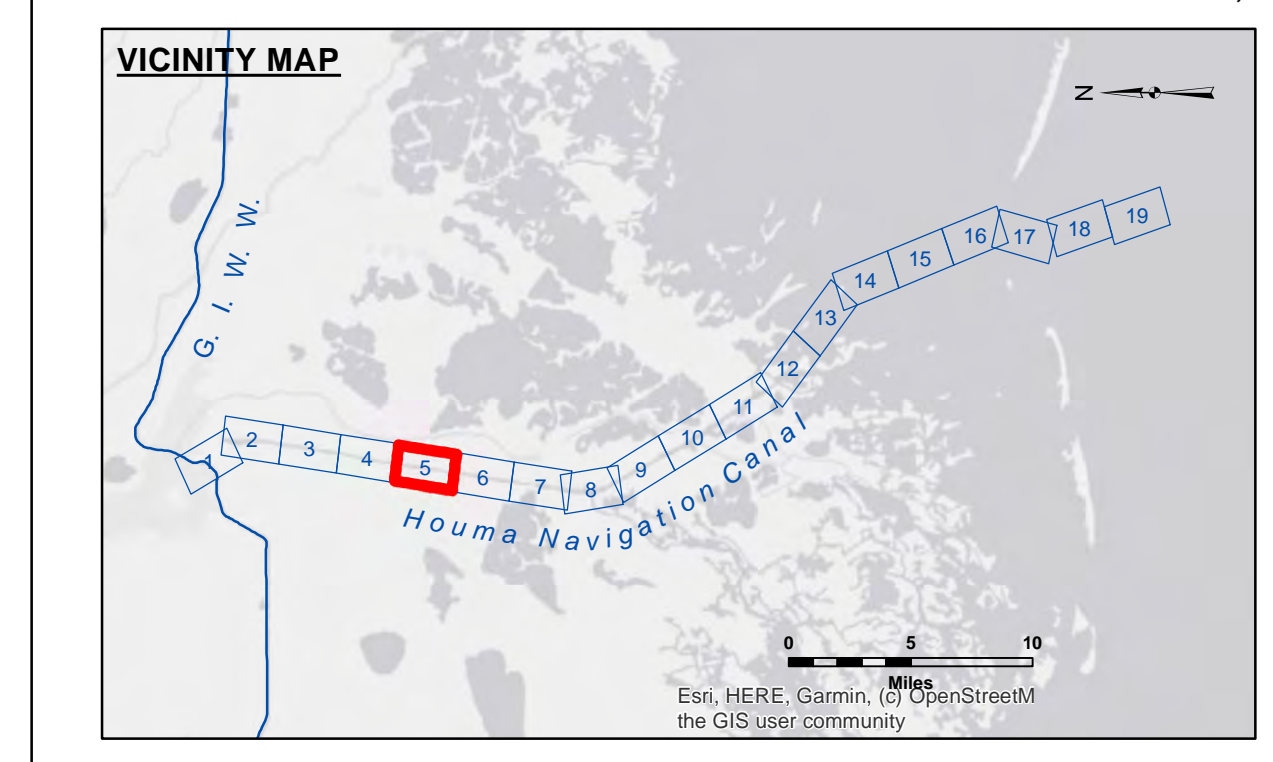 VICINITY MAP
N
G. I. W. W.
1
2
3
4
5
6
7
8
9
10
11
12
13
14
15
16
17
18
19
Houma Navigation Canal
0 5 10
Miles
Esri, HERE, Garmin, (c) OpenStreetM
the GIS user community